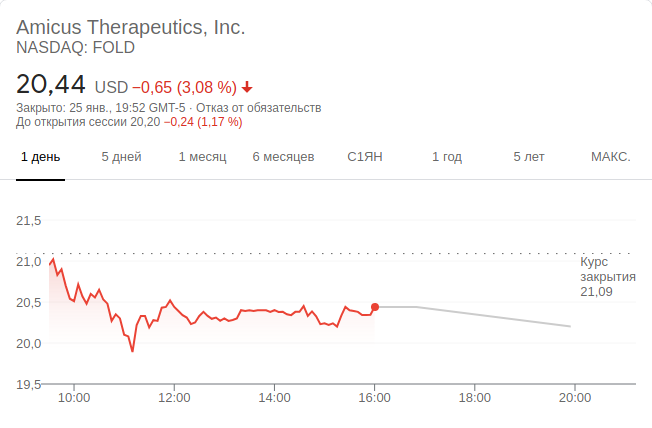 Amicus Therapeutics, Inc.
NASDAQ: FOLD
20,44 USD −0,65 (3,08 %)
Закрыто: 25 янв., 19:52 GMT-5 · Отказ от обязательств
До открытия сессии 20,20 −0,24 (1,17 %)
1 день 5 дней 1 месяц 6 месяцев С1ЯН 1 год 5 лет МАКС.
21,5
21,0
Курс
закрытия
21,09
20,5
20,0
19,5
10:00 12:00 14:00 16:00 18:00 20:00